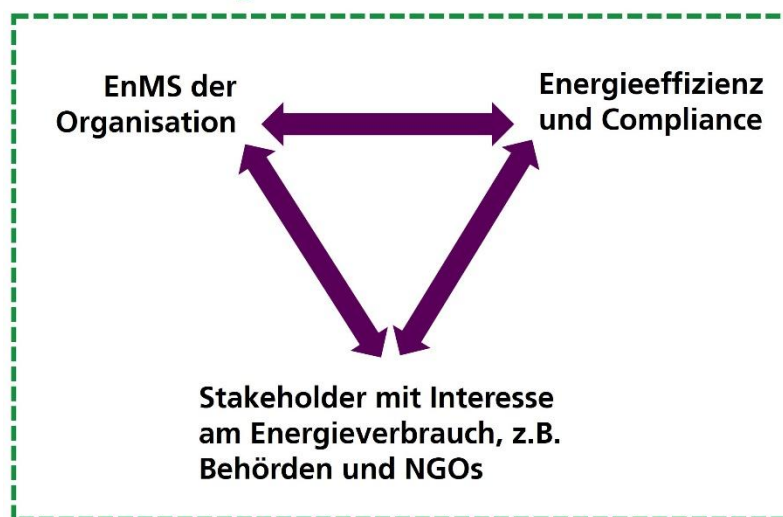 EnMS der
Organisation
Energieeffizienz
und Compliance
Stakeholder mit Interesse
am Energieverbrauch, z.B.
Behörden und NGOs